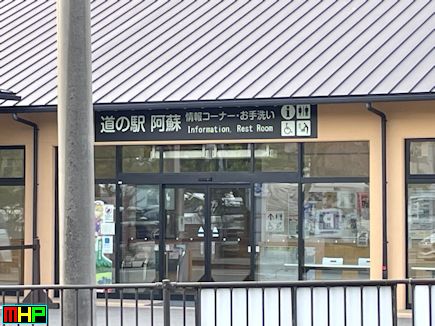 道の駅 阿蘇 情報コーナー・お手洗い
Information, Rest Room
MHP